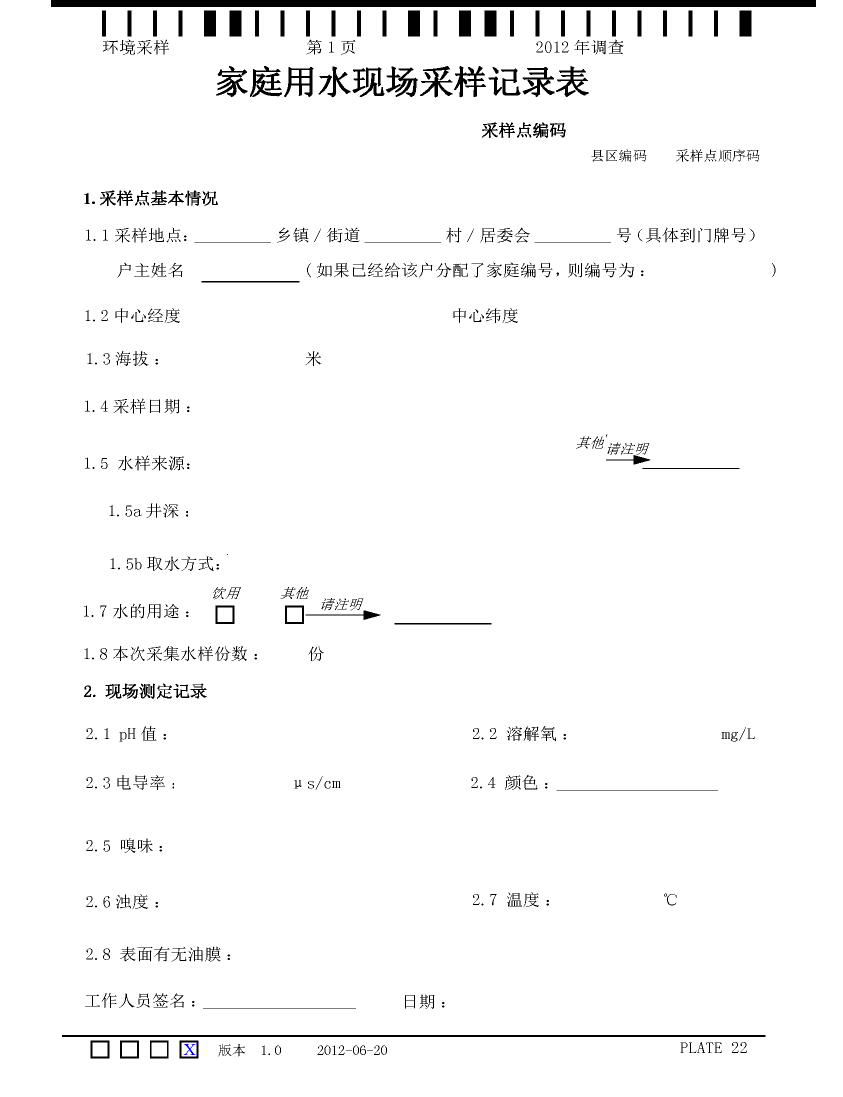 环境采样 第 1 页 2012 年调查
家庭用水现场采样记录表
采样点编码
县区编码 采样点顺序码
1. 采样点基本情况
1.1 采样地点：__________ 乡镇 / 街道 __________ 村 / 居委会 __________ 号（具体到门牌号）
户主姓名 ____________ ( 如果已经给该户分配了家庭编号，则编号为： )
1.2 中心经度 中心纬度
1.3 海拔： 米
1.4 采样日期：
其他 请注明
1.5 水样来源： ____________
1.5a 井深：
1.5b 取水方式：
饮用 其他 请注明
1.7 水的用途： □ □ ____________
1.8 本次采集水样份数： 份
2. 现场测定记录
2.1 pH 值： 2.2 溶解氧： mg/L
2.3 电导率： μs/cm 2.4 颜色：_____________________
2.5 嗅味：
2.6 浊度： 2.7 温度： ℃
2.8 表面有无油膜：
工作人员签名：____________________ 日期：
□ □ □ X 版本 1.0 2012-06-20 PLATE 22